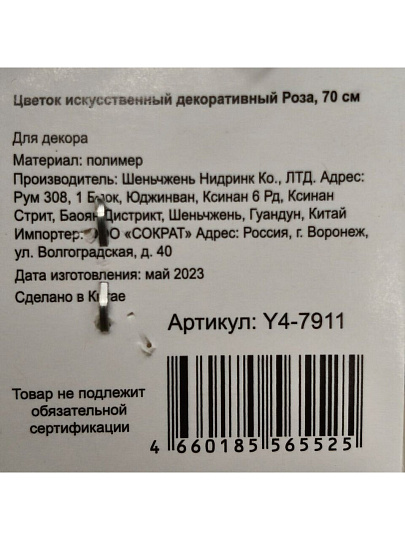 Цветок искусственный декоративный Роза, 70 см
Для декора
Материал: полимер
Производитель: Шеньчжень Нидринк Ко., ЛТД. Адрес:
Рум 308, 1 Блок, Юджинван, Ксинан 6 Рд, Ксинан
Стрит, Баоян Дистрикт, Шеньчжень, Гуандун, Китай
Импортер: ООО «СОКРАТ» Адрес: Россия, г. Воронеж,
ул. Волгоградская, д. 40
Дата изготовления: май 2023
Сделано в Китае
Артикул: Y4-7911
Товар не подлежит
обязательной
сертификации
4 660185 565525